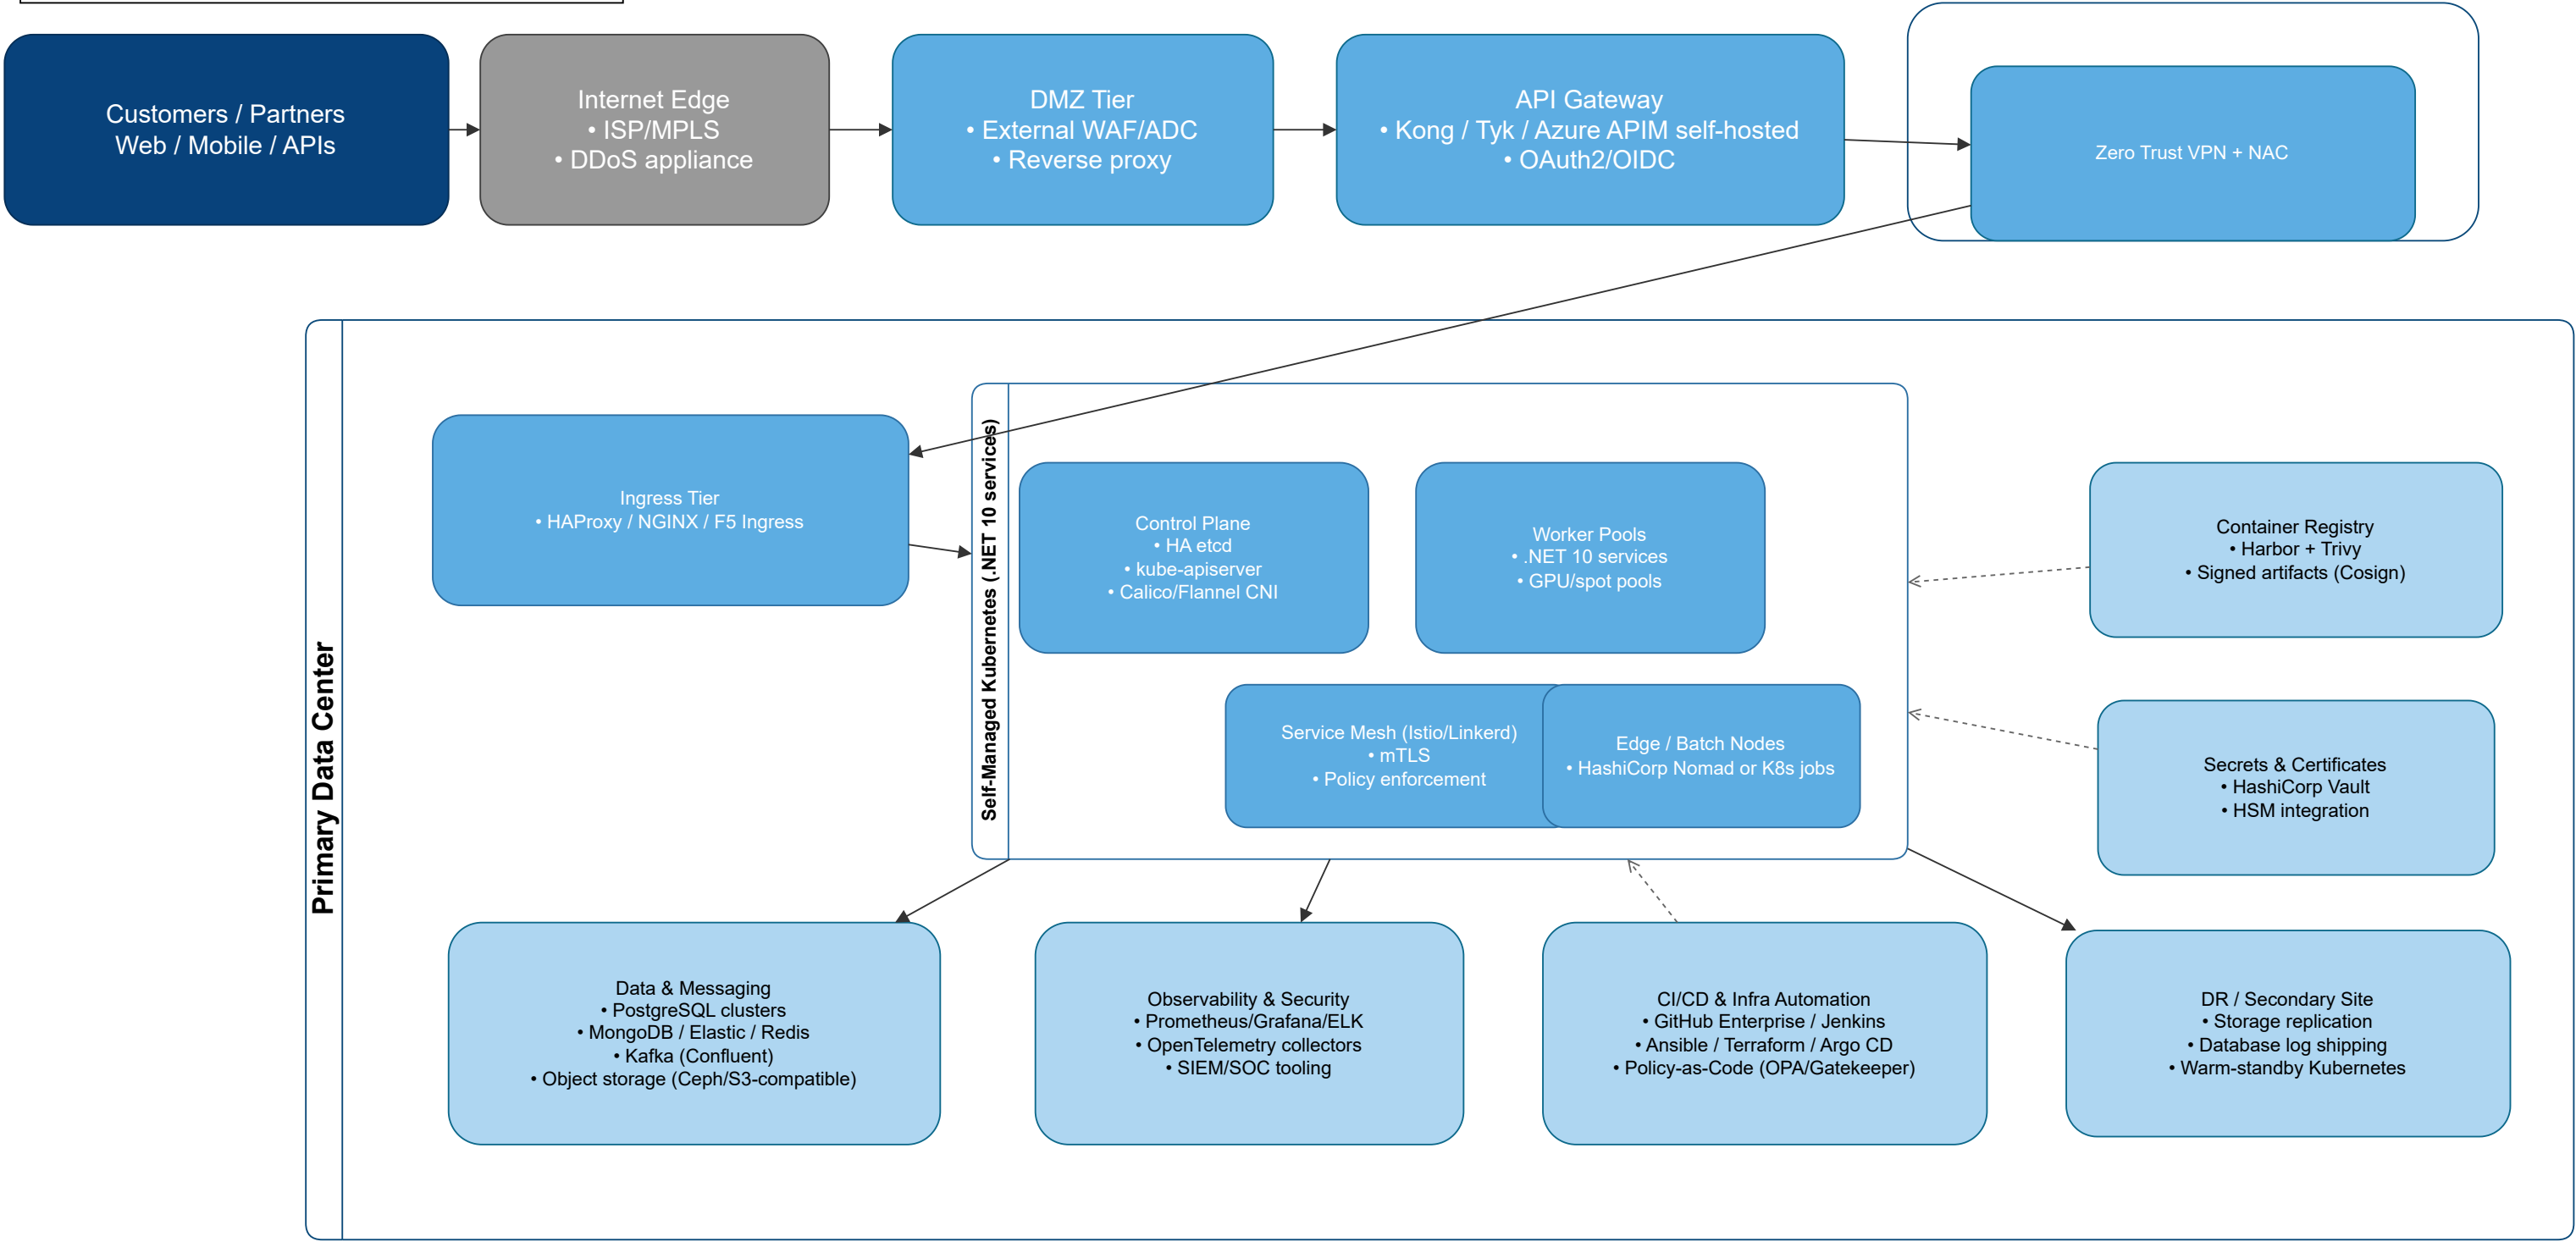 Customers / Partners
Web / Mobile / APIs
Internet Edge
• ISP/MPLS
• DDoS appliance
DMZ Tier
• External WAF/ADC
• Reverse proxy
API Gateway
• Kong / Tyk / Azure APIM self-hosted
• OAuth2/OIDC
Zero Trust VPN + NAC
Primary Data Center
Ingress Tier
• HAProxy / NGINX / F5 Ingress
Self-Managed Kubernetes (.NET 10 services)
Control Plane
• HA etcd
• kube-apiserver
• Calico/Flannel CNI
Worker Pools
• .NET 10 services
• GPU/spot pools
Service Mesh (Istio/Linkerd)
• mTLS
• Policy enforcement
Edge / Batch Nodes
• HashiCorp Nomad or K8s jobs
Container Registry
• Harbor + Trivy
• Signed artifacts (Cosign)
Secrets & Certificates
• HashiCorp Vault
• HSM integration
Data & Messaging
• PostgreSQL clusters
• MongoDB / Elastic / Redis
• Kafka (Confluent)
• Object storage (Ceph/S3-compatible)
Observability & Security
• Prometheus/Grafana/ELK
• OpenTelemetry collectors
• SIEM/SOC tooling
CI/CD & Infra Automation
• GitHub Enterprise / Jenkins
• Ansible / Terraform / Argo CD
• Policy-as-Code (OPA/Gatekeeper)
DR / Secondary Site
• Storage replication
• Database log shipping
• Warm-standby Kubernetes